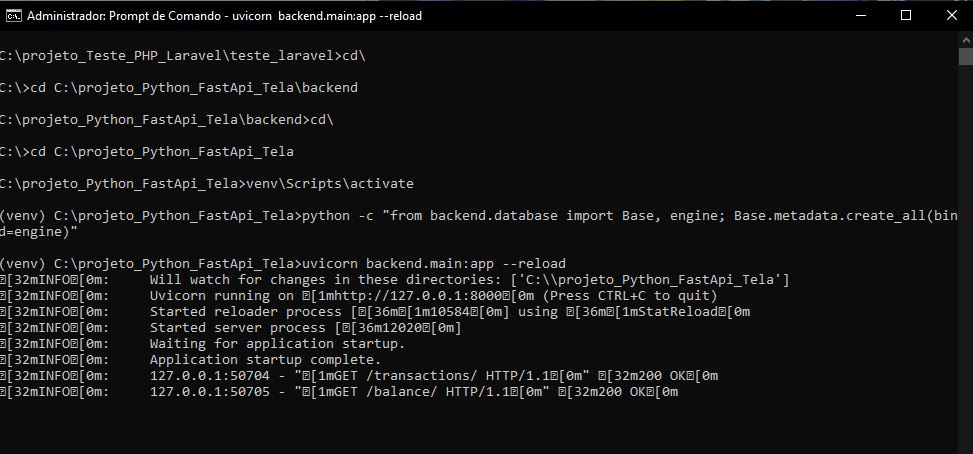 Administrador: Prompt de Comando - uvicorn  backend.main:app --reload
C:\projeto_Teste_PHP_Laravel\teste_laravel>cd\
C:\>cd C:\projeto_Python_FastApi_Tela\backend
C:\projeto_Python_FastApi_Tela\backend>cd\
C:\>cd C:\projeto_Python_FastApi_Tela
C:\projeto_Python_FastApi_Tela>venv\Scripts\activate
(venv) C:\projeto_Python_FastApi_Tela>python -c "from backend.database import Base, engine; Base.metadata.create_all(bin
d=engine)"
(venv) C:\projeto_Python_FastApi_Tela>uvicorn backend.main:app --reload
⍰[32mINFO⍰[0m:     Will watch for changes in these directories: ['C:\\projeto_Python_FastApi_Tela']
⍰[32mINFO⍰[0m:     Uvicorn running on ⍰[1mhttp://127.0.0.1:8000⍰[0m (Press CTRL+C to quit)
⍰[32mINFO⍰[0m:     Started reloader process [⍰[36m⍰[1m10584⍰[0m] using ⍰[36m⍰[1mStatReload⍰[0m
⍰[32mINFO⍰[0m:     Started server process [⍰[36m12020⍰[0m]
⍰[32mINFO⍰[0m:     Waiting for application startup.
⍰[32mINFO⍰[0m:     Application startup complete.
⍰[32mINFO⍰[0m:     127.0.0.1:50704 - "⍰[1mGET /transactions/ HTTP/1.1⍰[0m" ⍰[32m200 OK⍰[0m
⍰[32mINFO⍰[0m:     127.0.0.1:50705 - "⍰[1mGET /balance/ HTTP/1.1⍰[0m" ⍰[32m200 OK⍰[0m